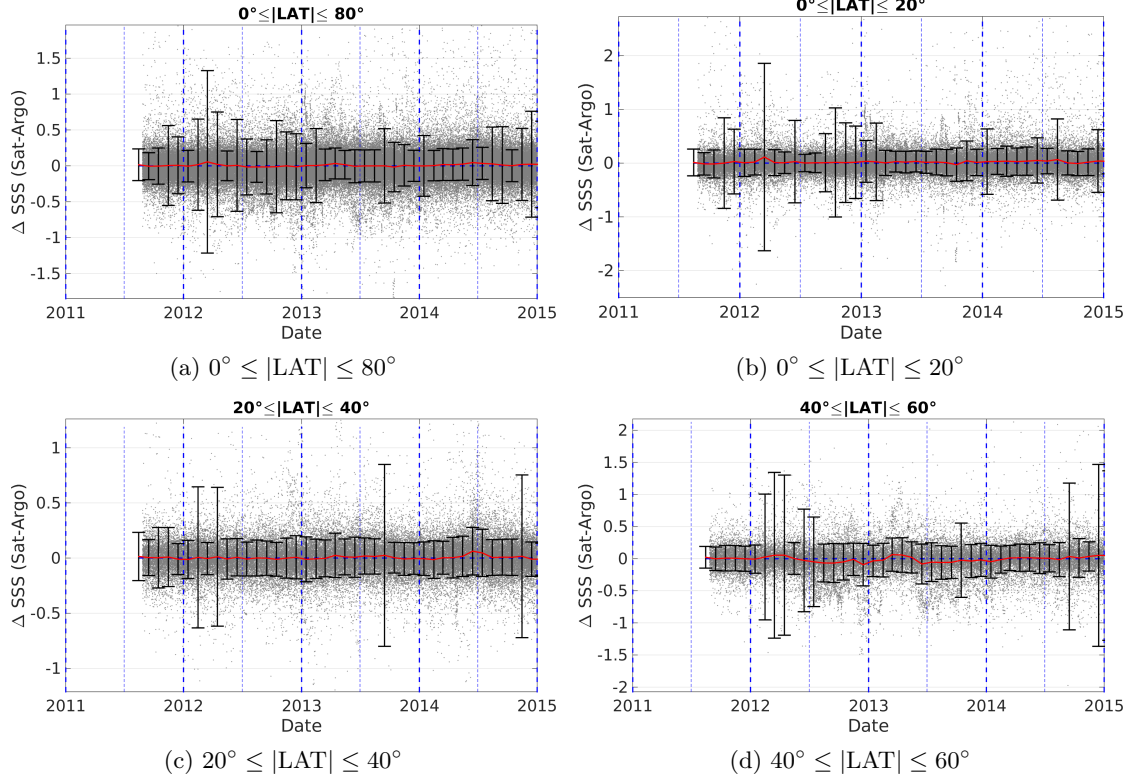 0°≤|LAT|≤ 80°
Δ SSS (Sat-Argo)
1.5
1
0.5
0
-0.5
-1
-1.5
2011 2012 2013 2014 2015
Date
(a) 0° ≤ |LAT| ≤ 80°
0°≤|LAT|≤ 20°
Δ SSS (Sat-Argo)
2
1
0
-1
-2
2011 2012 2013 2014 2015
Date
(b) 0° ≤ |LAT| ≤ 20°
20°≤|LAT|≤ 40°
Δ SSS (Sat-Argo)
1
0.5
0
-0.5
-1
2011 2012 2013 2014 2015
Date
(c) 20° ≤ |LAT| ≤ 40°
40°≤|LAT|≤ 60°
Δ SSS (Sat-Argo)
2
1.5
1
0.5
0
-0.5
-1
-1.5
-2
2011 2012 2013 2014 2015
Date
(d) 40° ≤ |LAT| ≤ 60°